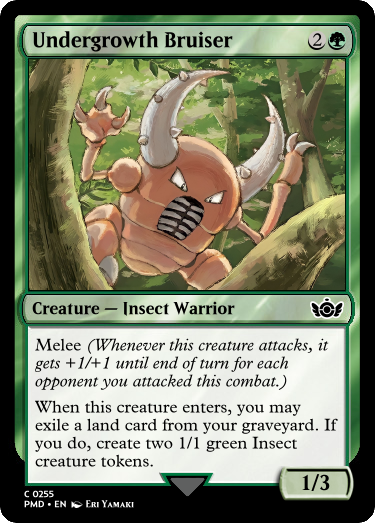 Undergrowth Bruiser 2
Creature — Insect Warrior
Melee (Whenever this creature attacks, it
gets +1/+1 until end of turn for each
opponent you attacked this combat.)
When this creature enters, you may
exile a land card from your graveyard. If
you do, create two 1/1 green Insect
creature tokens.
1/3
C 0255
PMD • EN Eri Yamaki